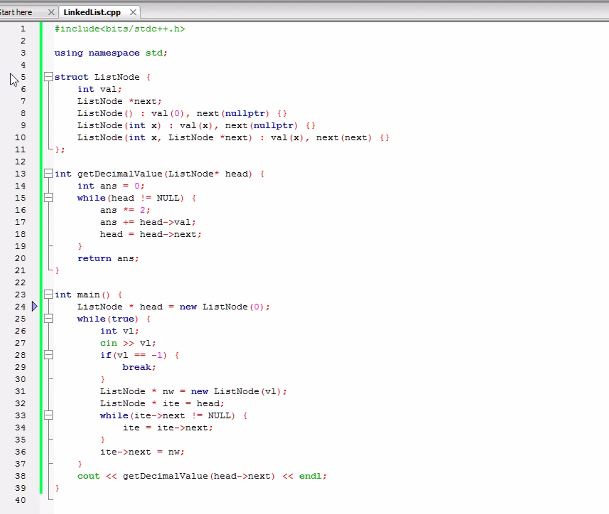 Start here LinkedList.cpp
1 #include<bits/stdc++.h>
2
3 using namespace std;
4
5 struct ListNode {
6 int val;
7 ListNode *next;
8 ListNode() : val(0), next(nullptr) {}
9 ListNode(int x) : val(x), next(nullptr) {}
10 ListNode(int x, ListNode *next) : val(x), next(next) {}
11 };
12
13 int getDecimalValue(ListNode* head) {
14 int ans = 0;
15 while(head != NULL) {
16 ans *= 2;
17 ans += head->val;
18 head = head->next;
19 }
20 return ans;
21 }
22
23 int main() {
24 ListNode * head = new ListNode(0);
25 while(true) {
26 int vl;
27 cin >> vl;
28 if(vl == -1) {
29 break;
30 }
31 ListNode * nw = new ListNode(vl);
32 ListNode * ite = head;
33 while(ite->next != NULL) {
34 ite = ite->next;
35 }
36 ite->next = nw;
37 }
38 cout << getDecimalValue(head->next) << endl;
39 }
40